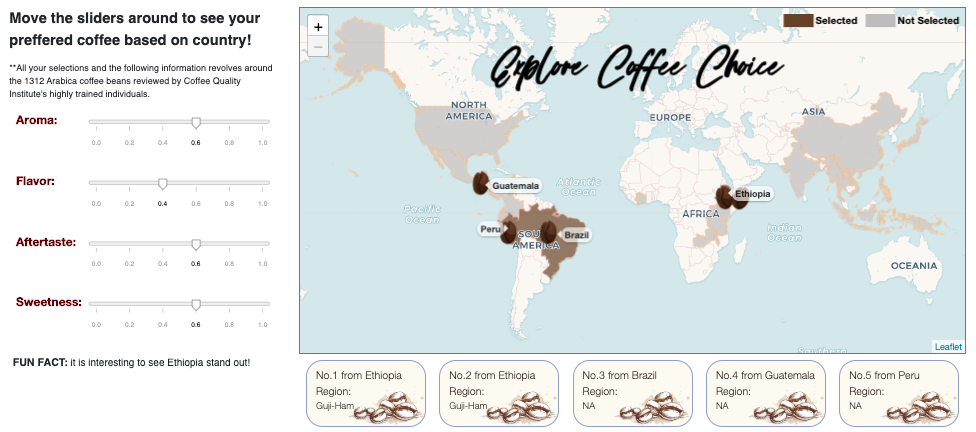 Move the sliders around to see your
preffered coffee based on country!
**All your selections and the following information revolves around
the 1312 Arabica coffee beans reviewed by Coffee Quality
Institute's highly trained individuals.
Aroma:
0.0 0.2 0.4 0.6 0.8 1.0
Flavor:
0.0 0.2 0.4 0.6 0.8 1.0
Aftertaste:
0.0 0.2 0.4 0.6 0.8 1.0
Sweetness:
0.0 0.2 0.4 0.6 0.8 1.0
FUN FACT: it is interesting to see Ethiopia stand out!
+
−
Selected Not Selected
Explore Coffee Choice
NORTH
AMERICA
EUROPE
ASIA
Guatemala
Atlantic
Ocean
Ethiopia
Pacific
Ocean
AFRICA
Peru
SOU
AMERICA
Brazil
Indian
Ocean
OCEANIA
Southern
Leaflet
No.1 from Ethiopia
Region:
Guji-Ham
No.2 from Ethiopia
Region:
Guji-Ham
No.3 from Brazil
Region:
NA
No.4 from Guatemala
Region:
NA
No.5 from Peru
Region:
NA